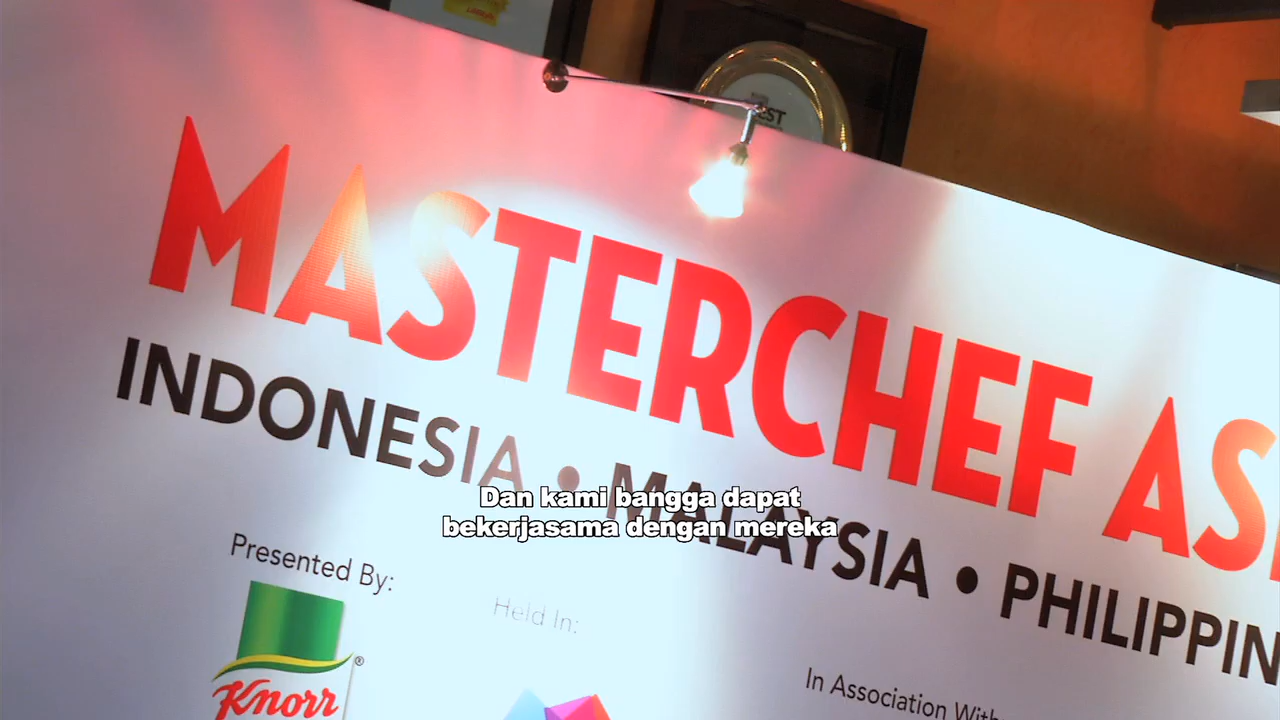 MASTERCHEF AS
INDONESIA • MALAYSIA • PHILIPPIN
Dan kami bangga dapat
bekerjasama dengan mereka
Presented By:
Knorr®
Held In:
In Association With